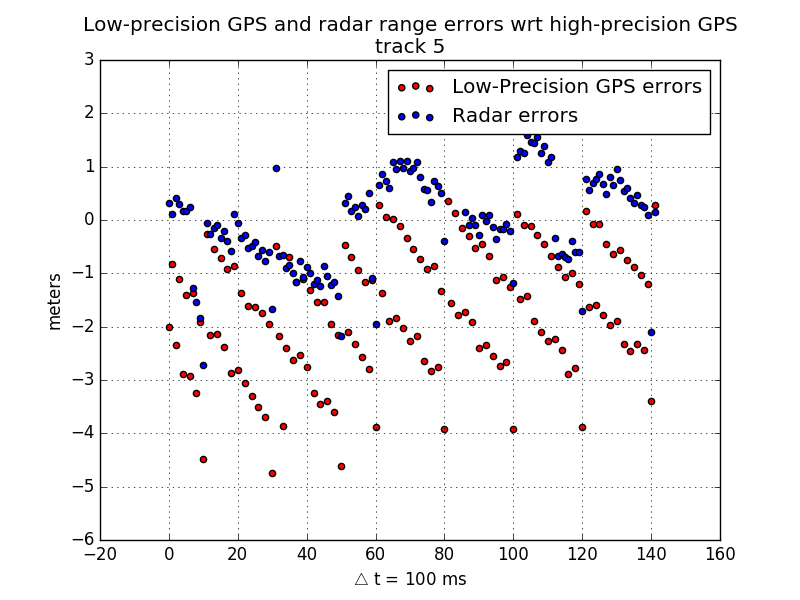 Low-precision GPS and radar range errors wrt high-precision GPS
track 5
Low-Precision GPS errors
Radar errors
3
2
1
0
−1
−2
−3
−4
−5
−6
meters
−20 0 20 40 60 80 100 120 140 160
△ t = 100 ms